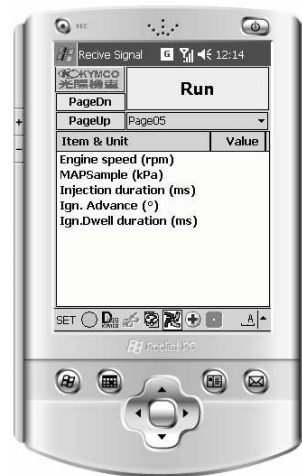 REC
Recive Signal G 12:14
KYMCO
光陽機車
Run
PageDn
PageUp Page05
Item & Unit Value
Engine speed (rpm)
MAPSample (kPa)
Injection duration (ms)
Ign. Advance (°)
Ign.Dwell duration (ms)
SET A
Pocket PC